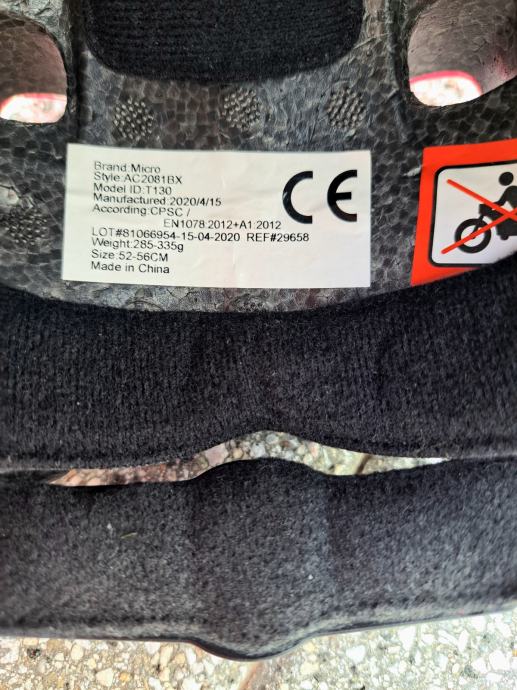 Brand:Micro
Style:AC2081BX
Model ID:T130
Manufactured:2020/4/15
According:CPSC /
EN1078:2012+A1:2012
LOT#81066954-15-04-2020 REF#29658
Weight:285-335g
Size:52-56CM
Made in China
CE